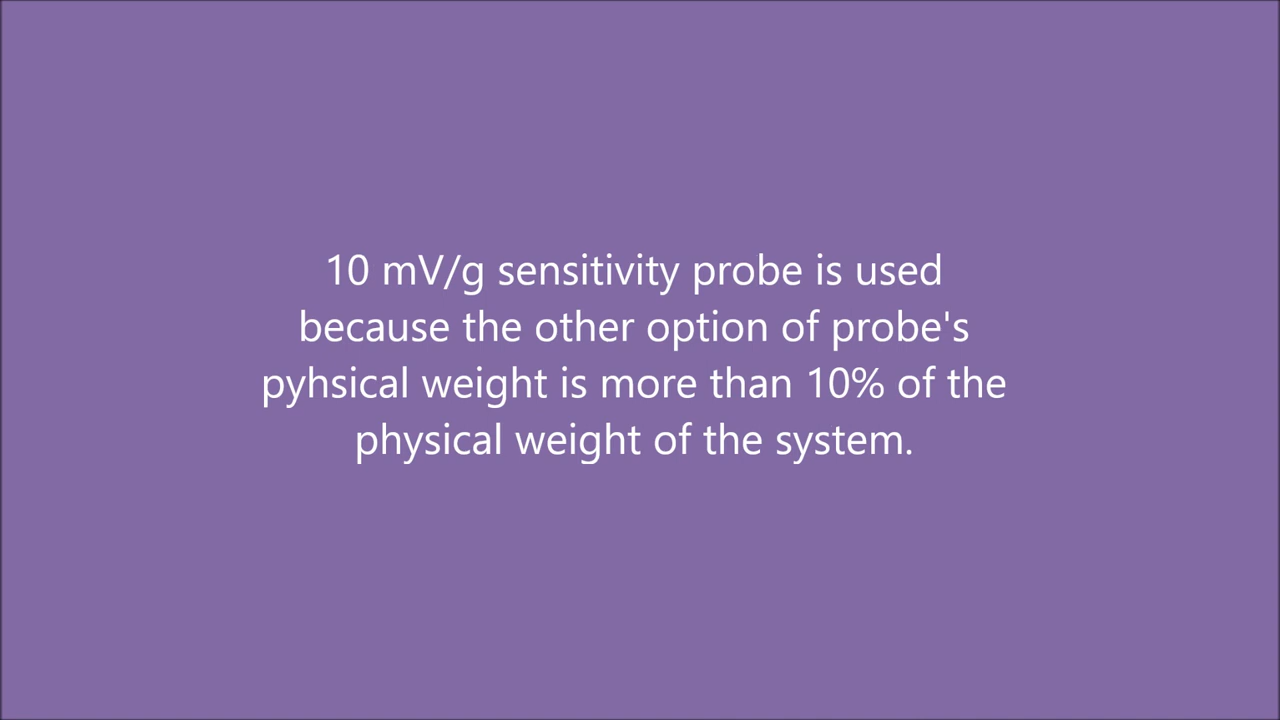 10 mV/g sensitivity probe is used
because the other option of probe's
pyhsical weight is more than 10% of the
physical weight of the system.